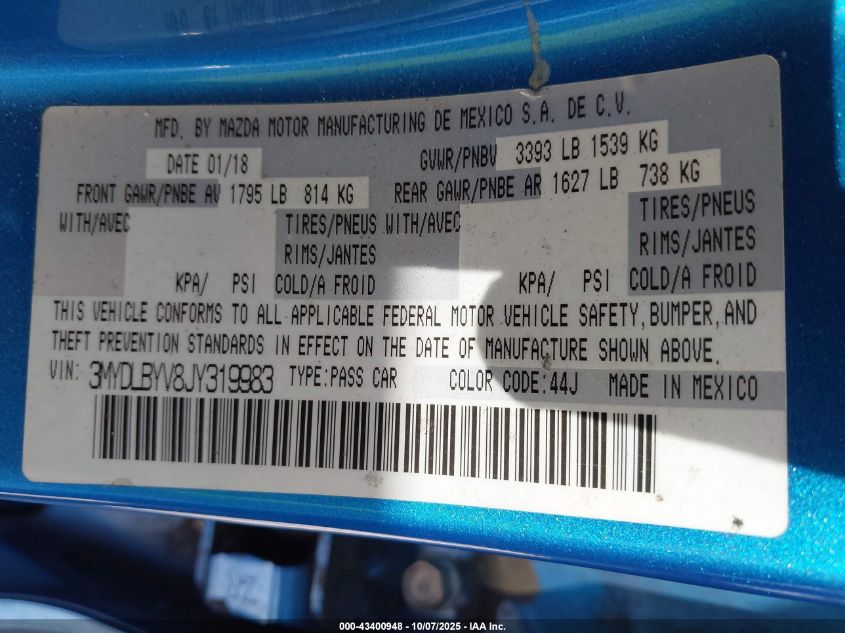 MFD. BY MAZDA MOTOR MANUFACTURING DE MEXICO S.A. DE C.V.
DATE 01/18 GVWR/PNBV 3393 LB 1539 KG
FRONT GAWR/PNBE AV 1795 LB 814 KG REAR GAWR/PNBE AR 1627 LB 738 KG
WITH/AVEC TIRES/PNEUS WITH/AVEC TIRES/PNEUS
RIMS/JANTES RIMS/JANTES
KPA/ PSI COLD/A FROID KPA/ PSI COLD/A FROID
THIS VEHICLE CONFORMS TO ALL APPLICABLE FEDERAL MOTOR VEHICLE SAFETY, BUMPER, AND
THEFT PREVENTION STANDARDS IN EFFECT ON THE DATE OF MANUFACTURE SHOWN ABOVE.
VIN: 3MYDLBYV8JY319983 TYPE:PASS CAR COLOR CODE:44J MADE IN MEXICO
000-43400948 - 10/07/2025 - IAA Inc.